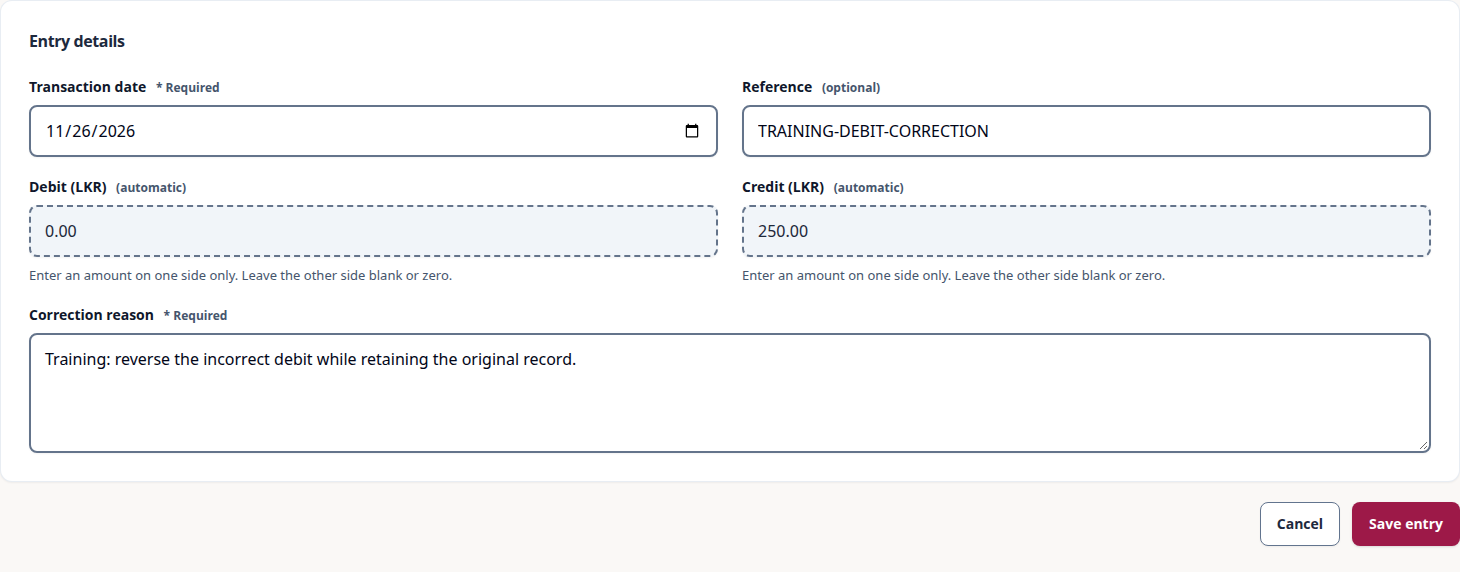 Entry details
Transaction date * Required
Reference (optional)
11/26/2026
TRAINING-DEBIT-CORRECTION
Debit (LKR) (automatic)
Credit (LKR) (automatic)
0.00
250.00
Enter an amount on one side only. Leave the other side blank or zero.
Enter an amount on one side only. Leave the other side blank or zero.
Correction reason * Required
Training: reverse the incorrect debit while retaining the original record.
Cancel
Save entry